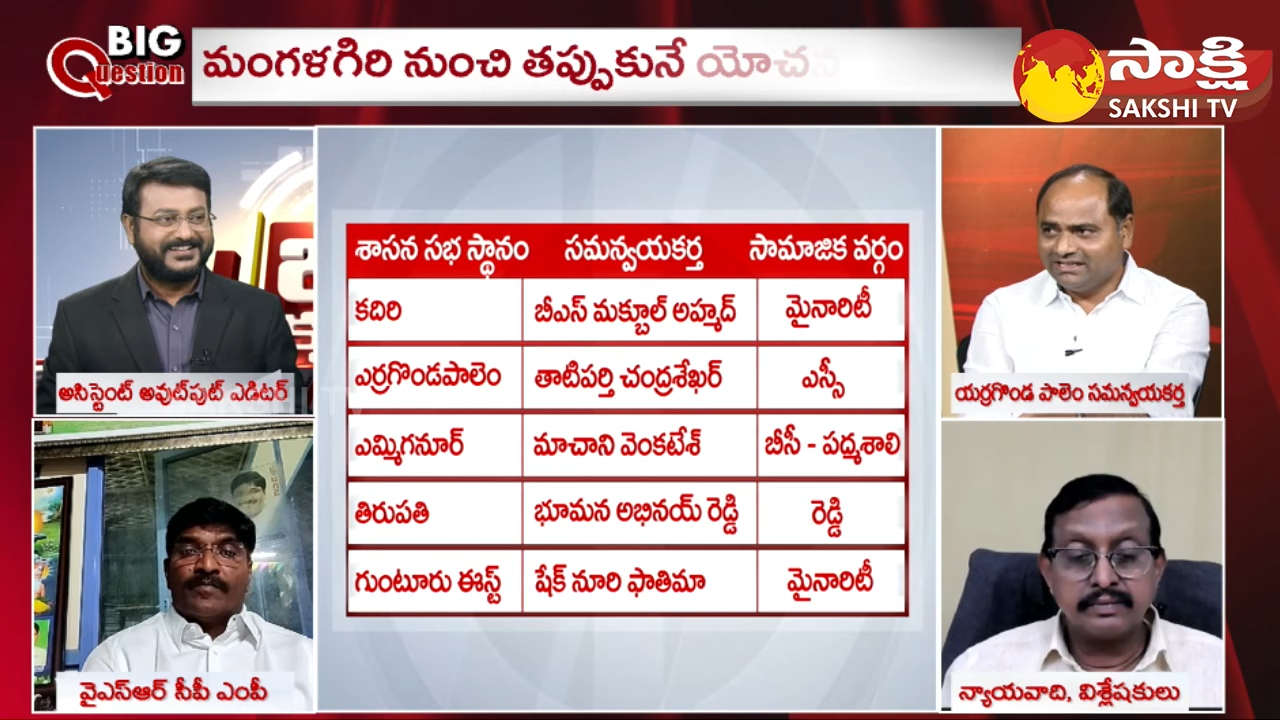 BIG
Question
మంగళగిరి నుంచి తప్పుకునే యోచన
సాక్షి
SAKSHI TV
శాసన సభ స్థానం సమన్వయకర్త సామాజిక వర్గం
కదిరి బీఎస్ మక్బూల్ అహ్మద్ మైనారిటీ
ఎర్రగొండపాలెం తాటిపర్తి చంద్రశేఖర్ ఎస్సీ
ఎమ్మిగనూర్ మాచాని వెంకటేశ్ బీసీ - పద్మశాలి
తిరుపతి భూమన అభినయ్ రెడ్డి రెడ్డి
గుంటూరు ఈస్ట్ షేక్ నూరి ఫాతిమా మైనారిటీ
అసిస్టెంట్ అవుట్‌పుట్ ఎడిటర్
యర్రగొండ పాలెం సమన్వయకర్త
వైఎస్ఆర్ సీపీ ఎంపీ
న్యాయవాది, విశ్లేషకులు